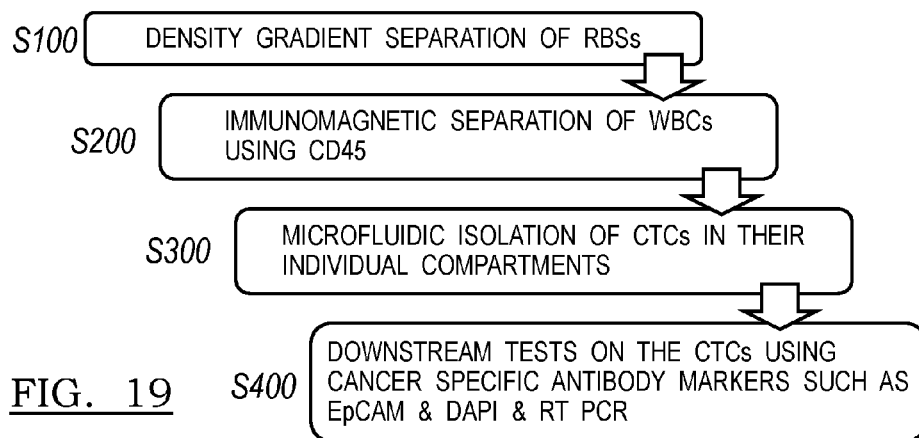 S100 DENSITY GRADIENT SEPARATION OF RBSs
S200 IMMUNOMAGNETIC SEPARATION OF WBCs
USING CD45
S300 MICROFLUIDIC ISOLATION OF CTCs IN THEIR
INDIVIDUAL COMPARTMENTS
S400 DOWNSTREAM TESTS ON THE CTCs USING
CANCER SPECIFIC ANTIBODY MARKERS SUCH AS
EpCAM & DAPI & RT PCR
FIG. 19